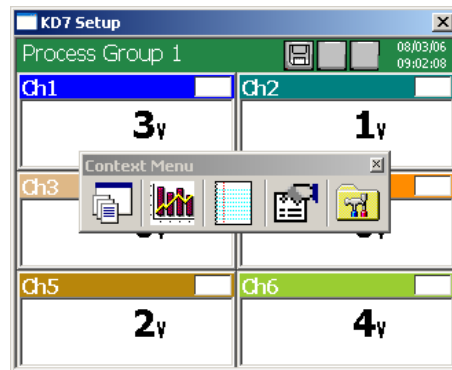 KD7 Setup
Process Group 1
08/03/06
09:02:08
Ch1
Ch2
3V
1V
Context Menu
Ch3
Ch5
Ch6
2V
4V